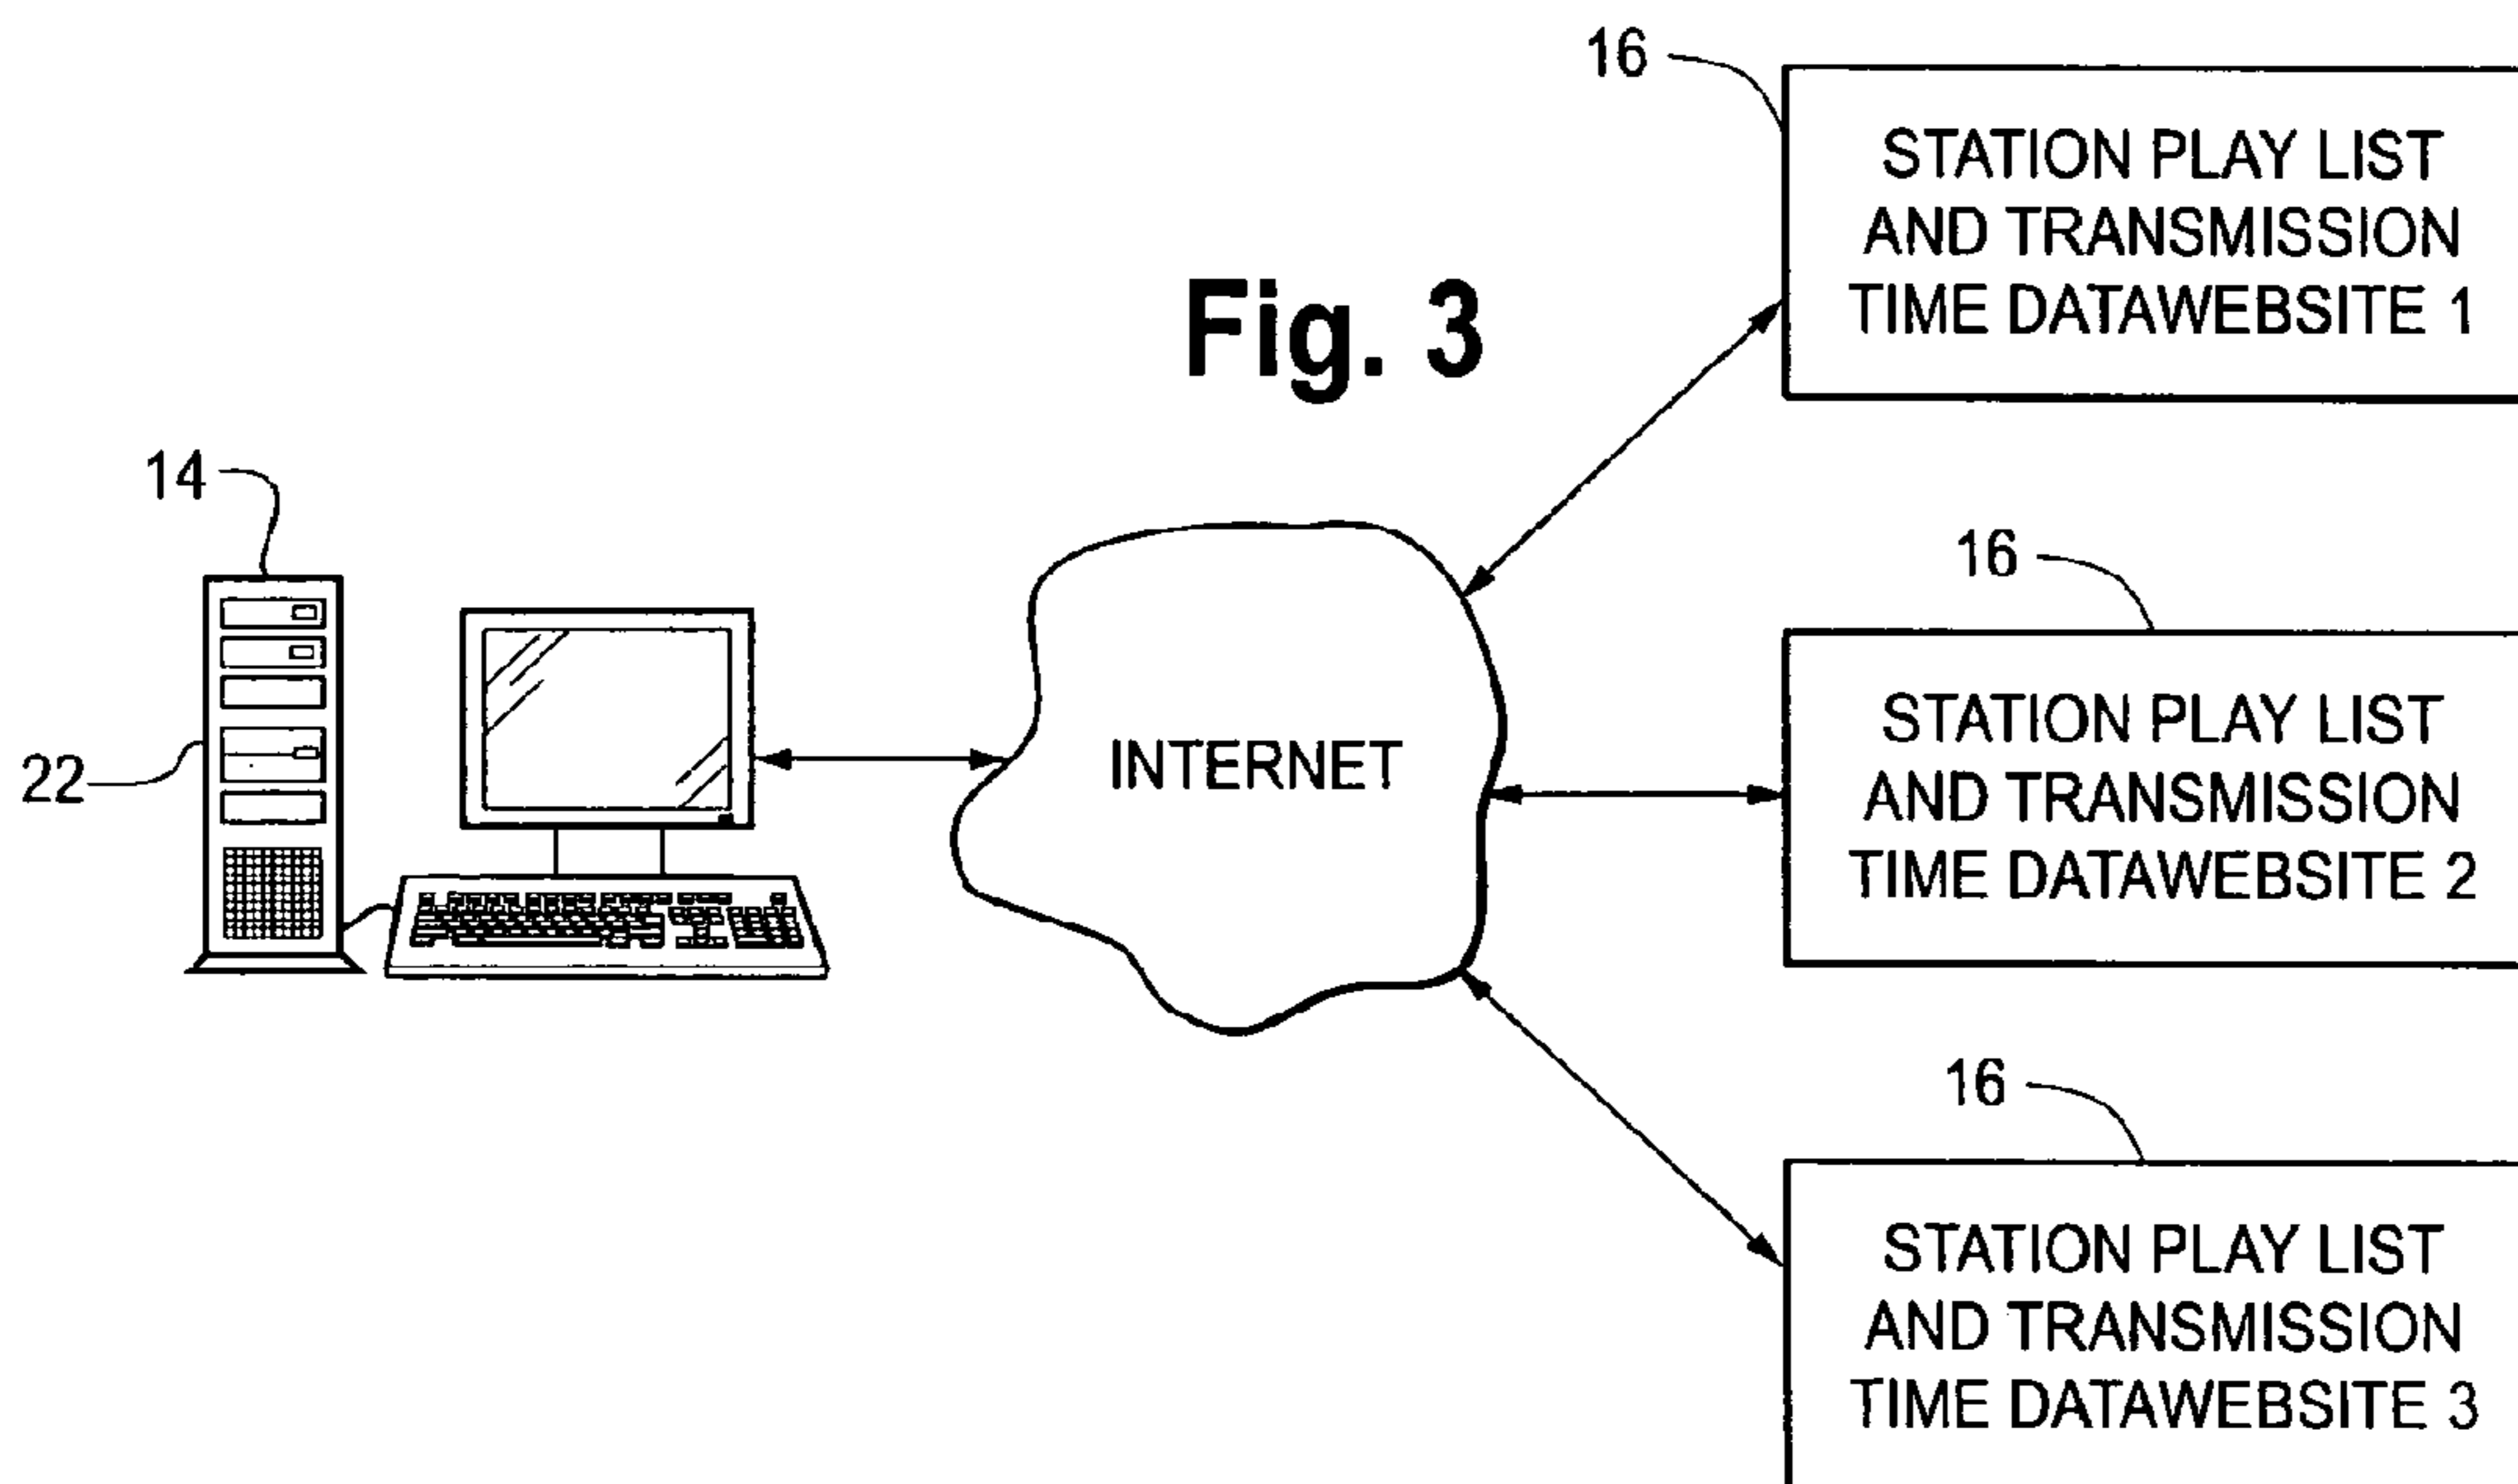 16
STATION PLAY LIST
AND TRANSMISSION
TIME DATAWEBSITE 1
Fig. 3
14
22
INTERNET
16
STATION PLAY LIST
AND TRANSMISSION
TIME DATAWEBSITE 2
16
STATION PLAY LIST
AND TRANSMISSION
TIME DATAWEBSITE 3